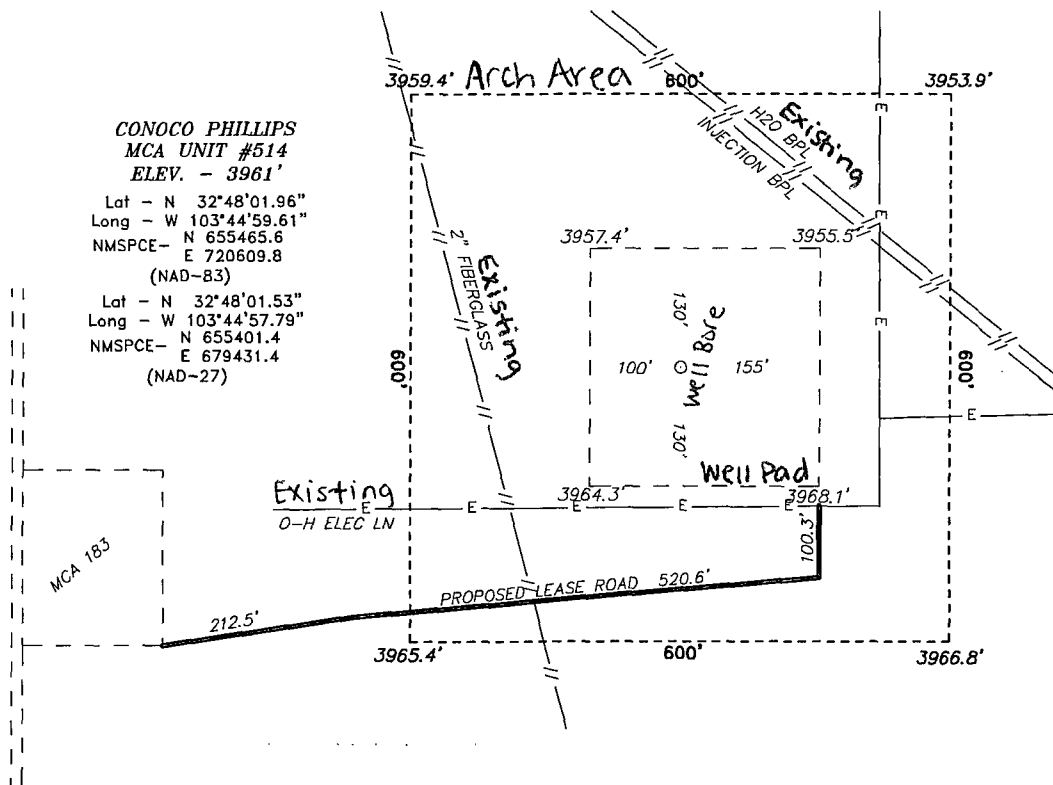 3959.4' Arch Area 600' 3953.9'
CONOCO PHILLIPS
MCA UNIT #514
ELEV. - 3961'
Lat - N 32°48'01.96"
Long - W 103°44'59.61"
NMSPCE- N 655465.6
E 720609.8
(NAD-83)
Lat - N 32°48'01.53"
Long - W 103°44'57.79"
NMSPCE- N 655401.4
E 679431.4
(NAD-27)
Existing
H2O BPL
INJECTION BPL
E
E
E
3957.4' 3955.5'
2" FIBERGLASS
Existing
600'
600'
130'
100' 155'
Well Bore
130'
E
Well Pad
Existing
3964.3' 3968.1'
E E E E E
O-H ELEC LN
100.3'
MCA 183
PROPOSED LEASE ROAD 520.6'
212.5'
3965.4' 600' 3966.8'